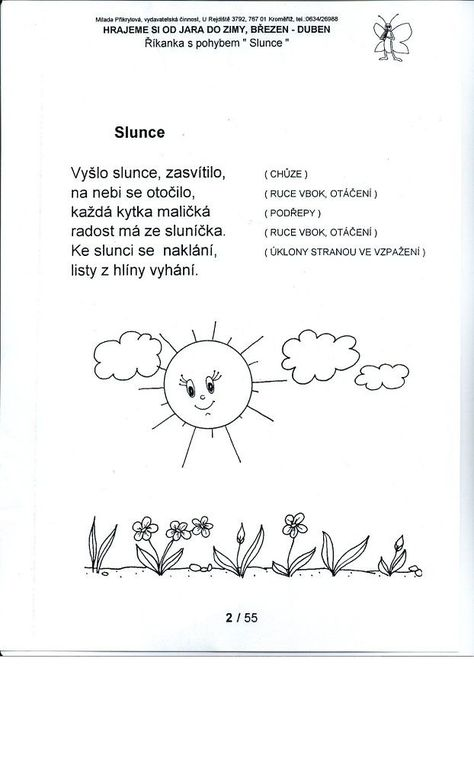 Milada Přikrylová, vydavatelská činnost, U Rejdiště 3792, 767 01 Kroměříž, tel.:0634/26988
HRAJEME SI OD JARA DO ZIMY, BŘEZEN - DUBEN
Říkanka s pohybem " Slunce "
Slunce
Vyšlo slunce, zasvítilo, ( CHŮZE )
na nebi se otočilo, ( RUCE VBOK, OTÁČENÍ )
každá kytka maličká ( PODŘEPY )
radost má ze sluníčka. ( RUCE VBOK, OTÁČENÍ )
Ke slunci se naklání, ( ÚKLONY STRANOU VE VZPAŽENÍ )
listy z hlíny vyhání.
2 / 55